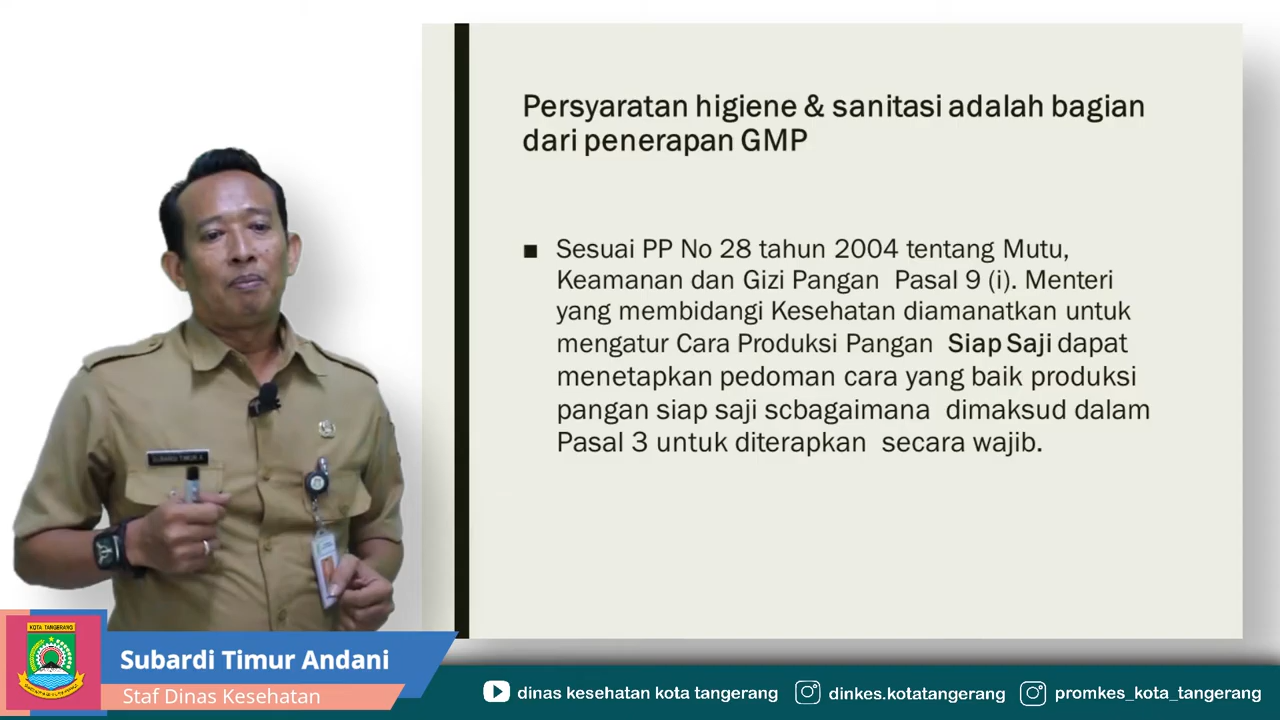 Persyaratan higiene & sanitasi adalah bagian
dari penerapan GMP
■ Sesuai PP No 28 tahun 2004 tentang Mutu,
Keamanan dan Gizi Pangan Pasal 9 (i). Menteri
yang membidangi Kesehatan diamanatkan untuk
mengatur Cara Produksi Pangan Siap Saji dapat
menetapkan pedoman cara yang baik produksi
pangan siap saji scbagaimana dimaksud dalam
Pasal 3 untuk diterapkan secara wajib.
SUBARDI TIMUR A
KOTA TANGERANG
Subardi Timur Andani
Staf Dinas Kesehatan
dinas kesehatan kota tangerang
dinkes.kotatangerang
promkes_kota_tangerang